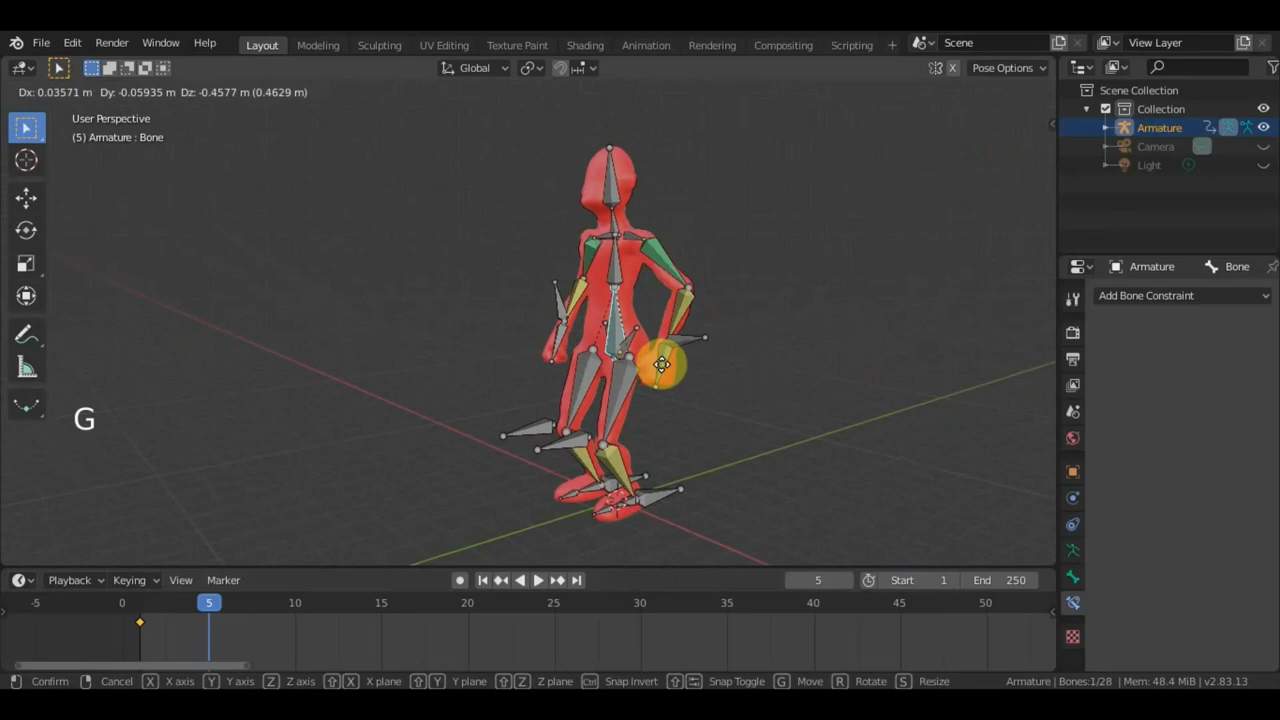 File Edit Render Window Help Layout Modeling Sculpting UV Editing Texture Paint Shading Animation Rendering Compositing Scripting + Scene View Layer
Global X Pose Options
Dx: 0.03571 m Dy: -0.05935 m Dz: -0.4577 m (0.4629 m)
Scene Collection
Collection
Armature
Camera
Light
User Perspective
(5) Armature : Bone
Armature Bone
Add Bone Constraint
G
Playback Keying View Marker 5 Start 1 End 250
-5 0 5 10 15 20 25 30 35 40 45 50
Confirm Cancel X X axis Y Y axis Z Z axis X X plane Y Y plane Z Z plane Ctrl Snap Invert Snap Toggle G Move R Rotate S Resize Armature | Bones:1/28 | Mem: 48.4 MiB | v2.83.13